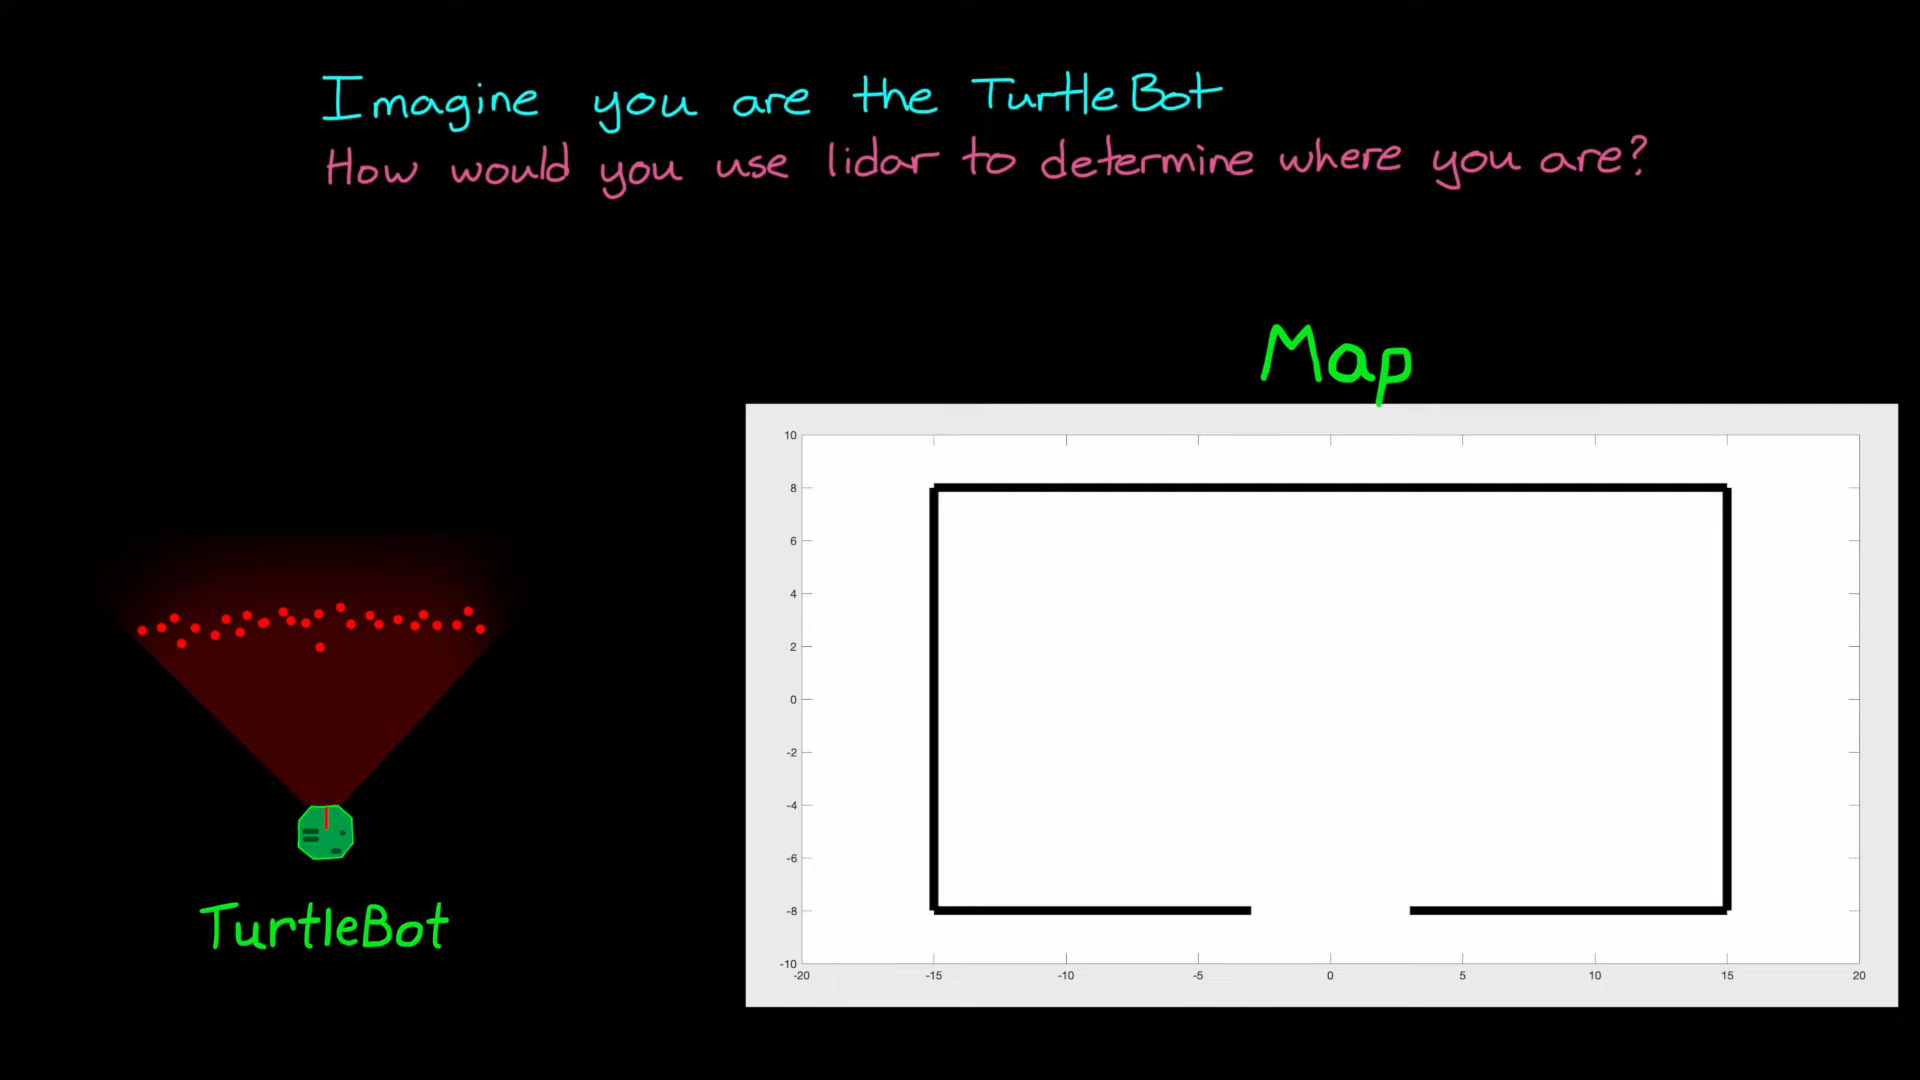 Imagine you are the TurtleBot
How would you use lidar to determine where you are?
Map
10
8
6
4
2
0
-2
-4
-6
-8
-10
-20 -15 -10 -5 0 5 10 15 20
TurtleBot